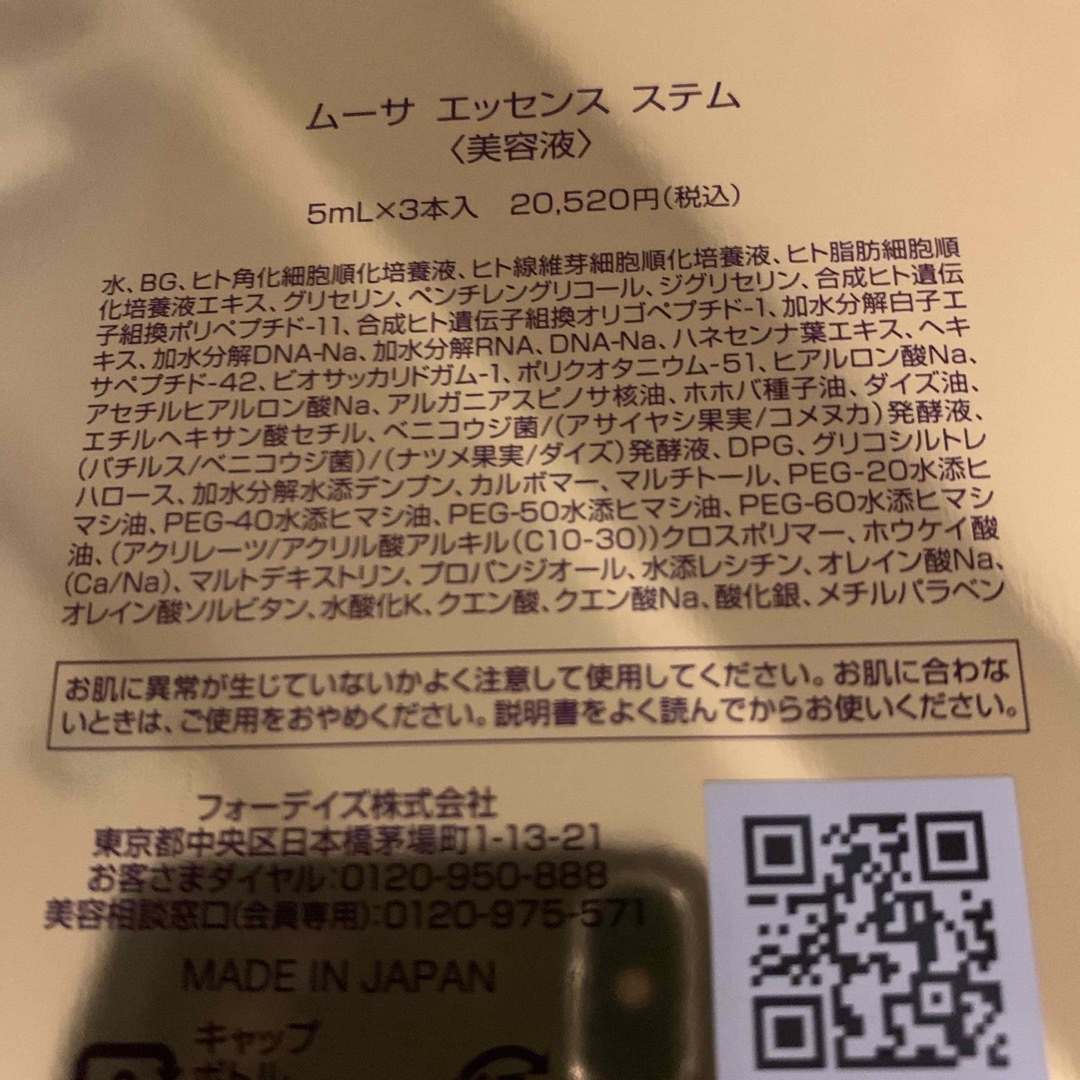 ムーサ エッセンス ステム
〈美容液〉
5mL×3本入 20,520円(税込)
水、BG、ヒト角化細胞順化培養液、ヒト線維芽細胞順化培養液、ヒト脂肪細胞順
化培養液エキス、グリセリン、ペンチレングリコール、ジグリセリン、合成ヒト遺伝
子組換ポリペプチド-11、合成ヒト遺伝子組換オリゴペプチド-1、加水分解白子エ
キス、加水分解DNA-Na、加水分解RNA、DNA-Na、ハネセンナ葉エキス、ヘキ
サペプチド-42、ビオサッカリドガム-1、ポリクオタニウム-51、ヒアルロン酸Na、
アセチルヒアルロン酸Na、アルガニアスピノサ核油、ホホバ種子油、ダイズ油、
エチルヘキサン酸セチル、ベニコウジ菌/(アサイヤシ果実/コメヌカ)発酵液、
(バチルス/ベニコウジ菌)/(ナツメ果実/ダイズ)発酵液、DPG、グリコシルトレ
ハロース、加水分解水添デンプン、カルボマー、マルチトール、PEG-20水添ヒ
マシ油、PEG-40水添ヒマシ油、PEG-50水添ヒマシ油、PEG-60水添ヒマシ
油、(アクリレーツ/アクリル酸アルキル(C10-30))クロスポリマー、ホウケイ酸
(Ca/Na)、マルトデキストリン、プロパンジオール、水添レシチン、オレイン酸Na、
オレイン酸ソルビタン、水酸化K、クエン酸、クエン酸Na、酸化銀、メチルパラベン
お肌に異常が生じていないかよく注意して使用してください。お肌に合わな
いときは、ご使用をおやめください。説明書をよく読んでからお使いください。
フォーデイズ株式会社
東京都中央区日本橋茅場町1-13-21
お客さまダイヤル:0120-950-888
美容相談窓口(会員専用):0120-975-571
MADE IN JAPAN
キャップ
ボトル